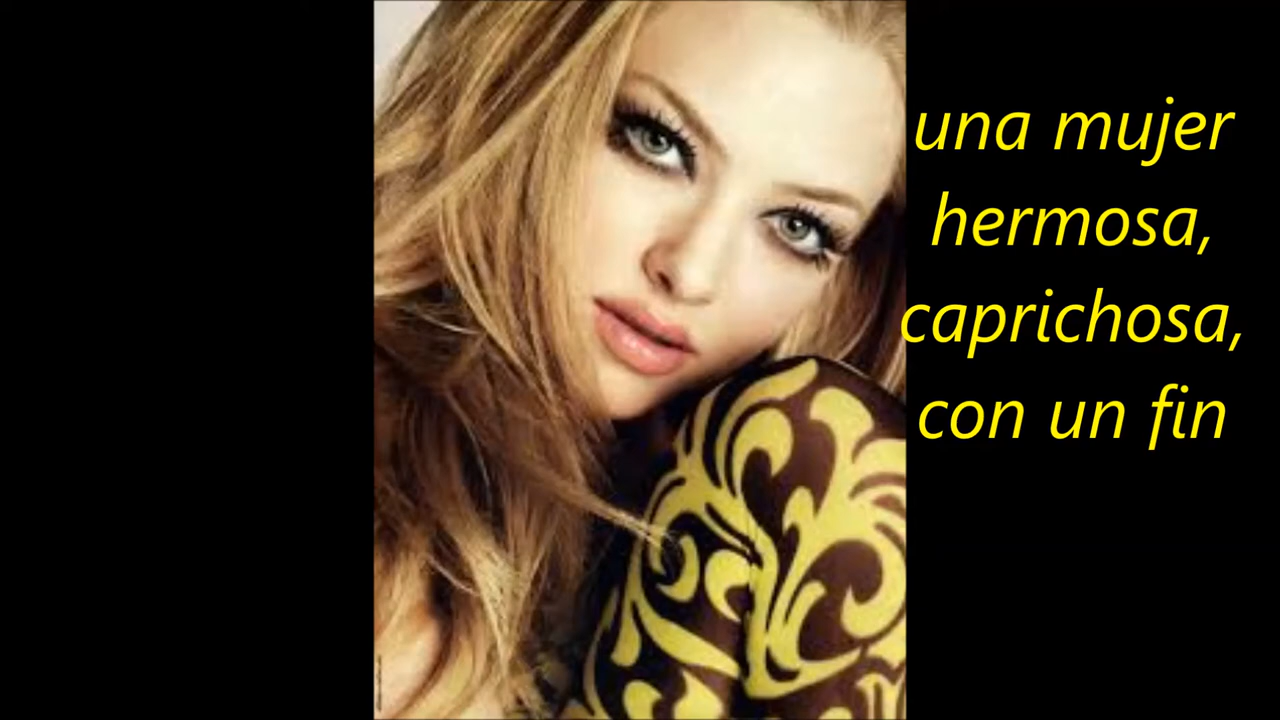 una mujer
hermosa,
caprichosa,
con un fin